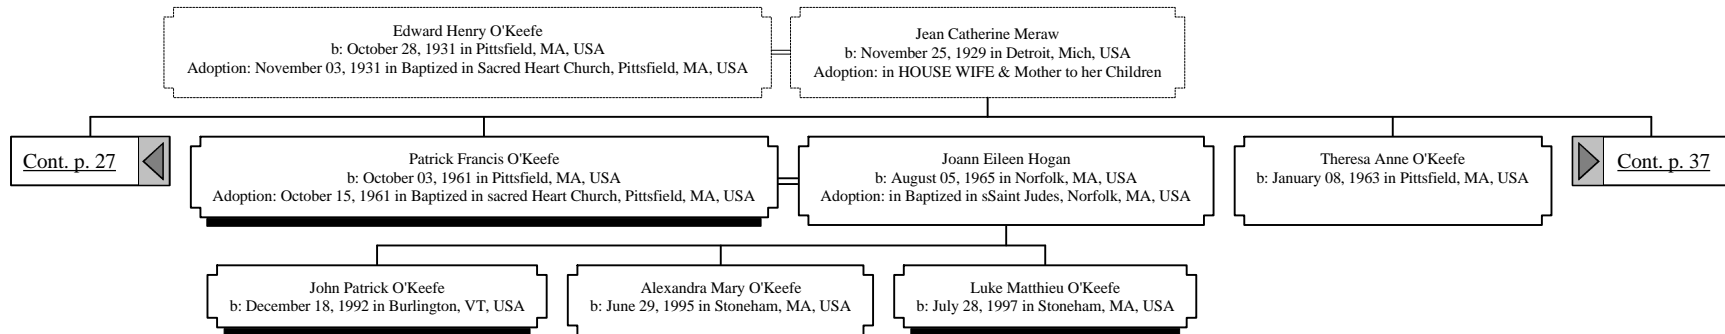 Edward Henry O'Keefe
b: October 28, 1931 in Pittsfield, MA, USA
Adoption: November 03, 1931 in Baptized in Sacred Heart Church, Pittsfield, MA, USA
Jean Catherine Meraw
b: November 25, 1929 in Detroit, Mich, USA
Adoption: in HOUSE WIFE & Mother to her Children
Cont. p. 27
Patrick Francis O'Keefe
b: October 03, 1961 in Pittsfield, MA, USA
Adoption: October 15, 1961 in Baptized in sacred Heart Church, Pittsfield, MA, USA
Joann Eileen Hogan
b: August 05, 1965 in Norfolk, MA, USA
Adoption: in Baptized in sSaint Judes, Norfolk, MA, USA
Theresa Anne O'Keefe
b: January 08, 1963 in Pittsfield, MA, USA
Cont. p. 37
John Patrick O'Keefe
b: December 18, 1992 in Burlington, VT, USA
Alexandra Mary O'Keefe
b: June 29, 1995 in Stoneham, MA, USA
Luke Matthieu O'Keefe
b: July 28, 1997 in Stoneham, MA, USA